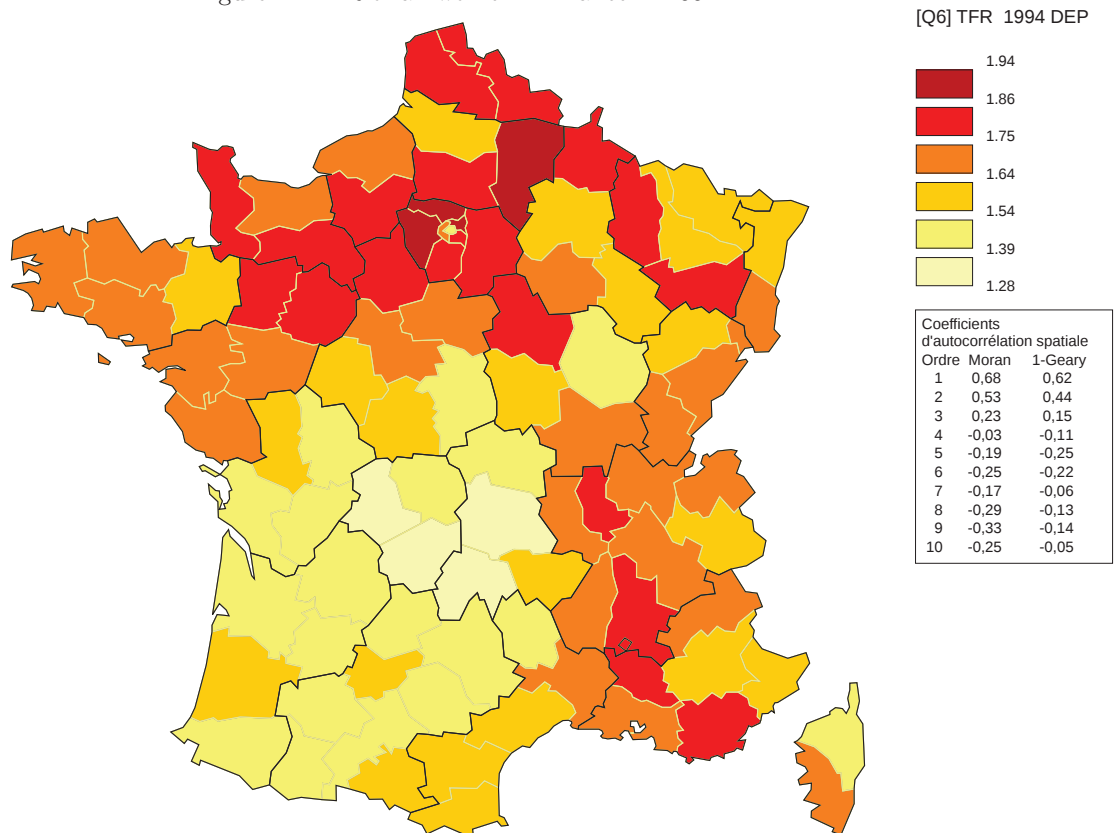 [Q6] TFR 1994 DEP
1.94
1.86
1.75
1.64
1.54
1.39
1.28
Coefficients
d'autocorrélation spatiale
Ordre Moran 1-Geary
1 0,68 0,62
2 0,53 0,44
3 0,23 0,15
4 -0,03 -0,11
5 -0,19 -0,25
6 -0,25 -0,22
7 -0,17 -0,06
8 -0,29 -0,13
9 -0,33 -0,14
10 -0,25 -0,05